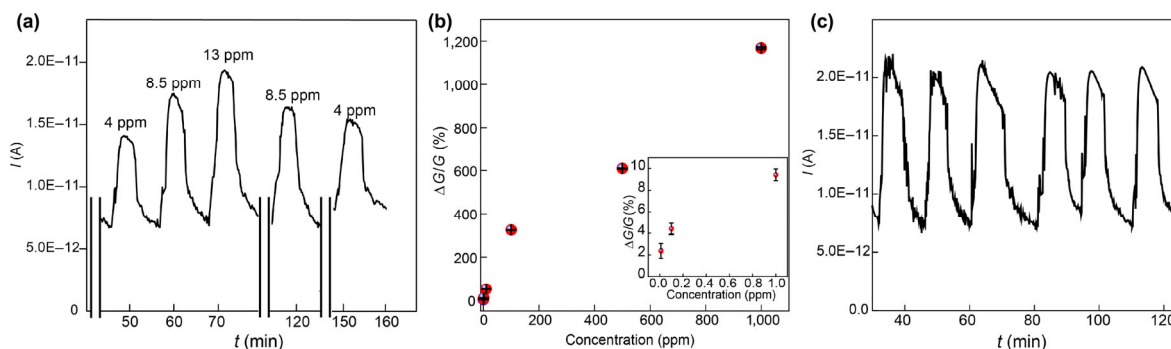 (a)
2.0E−11
1.5E−11
1.0E−11
5.0E−12
0
I (A)
4 ppm
8.5 ppm
13 ppm
8.5 ppm
4 ppm
50 60 70 120 150 160
t (min)
(b)
1,200
1,000
800
600
400
200
0
ΔG/G (%)
0 200 400 600 800 1,000
Concentration (ppm)
10
8
6
4
2
0
ΔG/G (%)
0.0 0.2 0.4 0.6 0.8 1.0
Concentration (ppm)
(c)
2.0E−11
1.5E−11
1.0E−11
5.0E−12
0
I (A)
40 60 80 100 120
t (min)